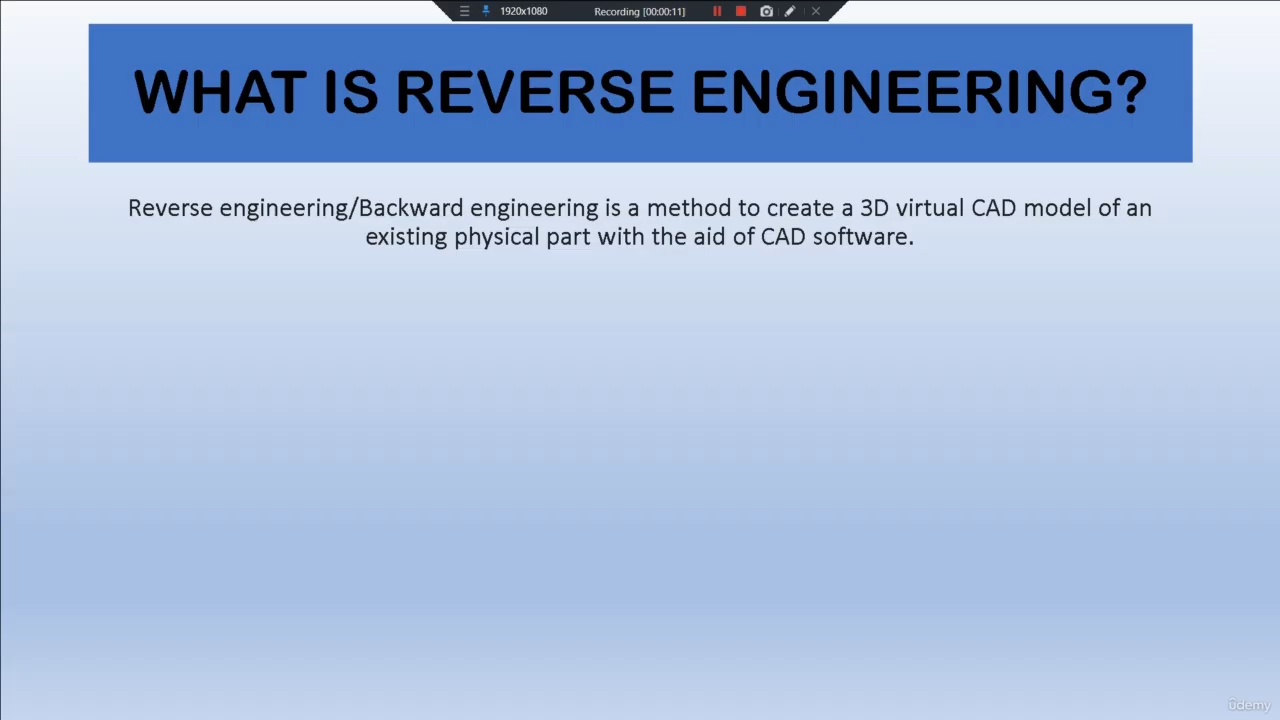 1920x1080 Recording [00:00:11]
WHAT IS REVERSE ENGINEERING?
Reverse engineering/Backward engineering is a method to create a 3D virtual CAD model of an
existing physical part with the aid of CAD software.
ûdemy